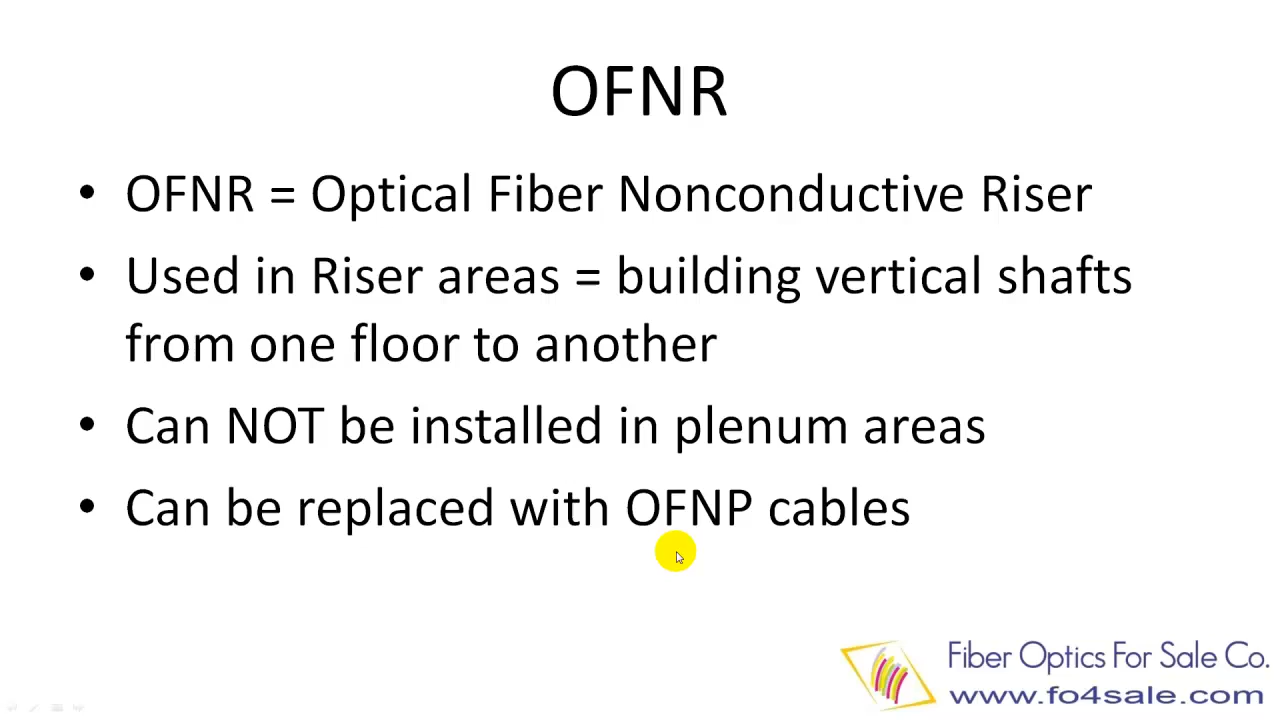 OFNR
• OFNR = Optical Fiber Nonconductive Riser
• Used in Riser areas = building vertical shafts
from one floor to another
• Can NOT be installed in plenum areas
• Can be replaced with OFNP cables
Fiber Optics For Sale Co.
www.fo4sale.com